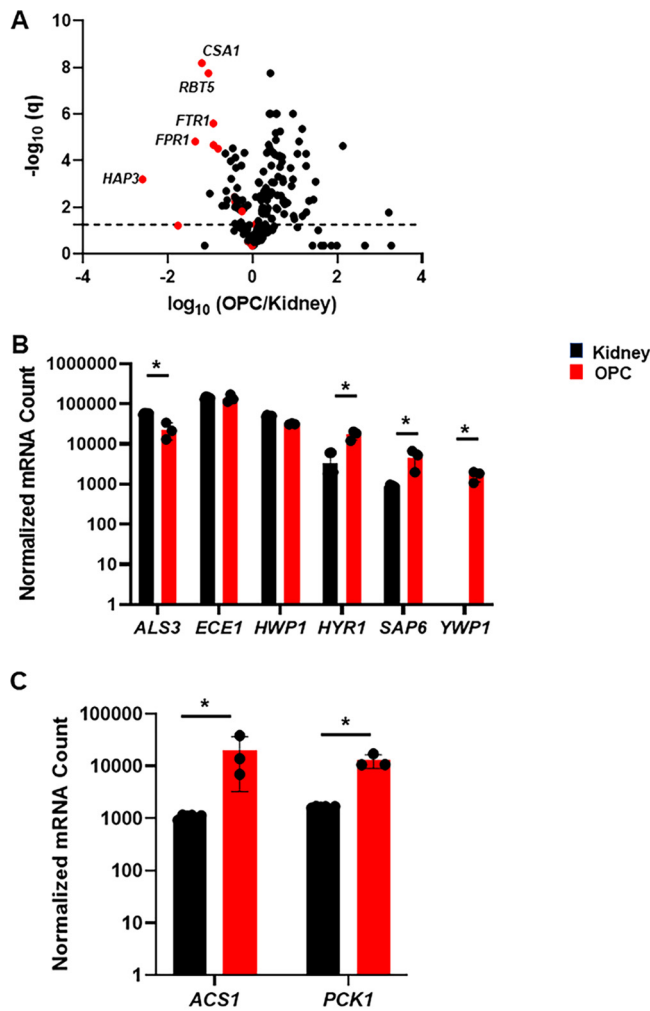 A
10
8
6
4
2
0
-log10 (q)
CSA1
RBT5
FTR1
FPR1
HAP3
-4 -2 0 2 4
log10 (OPC/Kidney)
B
Kidney
OPC
Normalized mRNA Count
1000000
100000
10000
1000
100
10
1
* * * *
ALS3 ECE1 HWP1 HYR1 SAP6 YWP1
C
Normalized mRNA Count
100000
10000
1000
100
10
1
* *
ACS1 PCK1